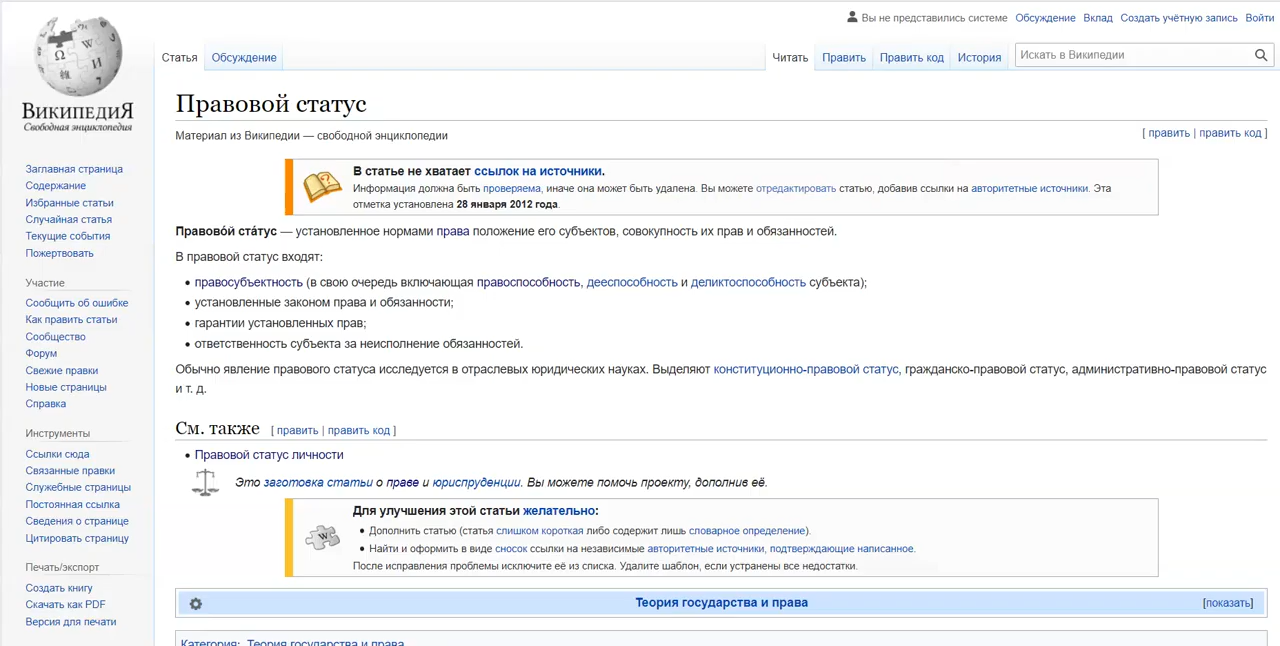 Вы не представились системе Обсуждение Вклад Создать учётную запись Войти
Статья Обсуждение Читать Править Править код История Искать в Википедии
ВИКИПЕДИЯ
Свободная энциклопедия
Правовой статус
Материал из Википедии — свободной энциклопедии
[ править | править код ]
Заглавная страница
Содержание
Избранные статьи
Случайная статья
Текущие события
Пожертвовать
Участие
Сообщить об ошибке
Как править статьи
Сообщество
Форум
Свежие правки
Новые страницы
Справка
Инструменты
Ссылки сюда
Связанные правки
Служебные страницы
Постоянная ссылка
Сведения о странице
Цитировать страницу
Печать/экспорт
Создать книгу
Скачать как PDF
Версия для печати
В статье не хватает ссылок на источники.
Информация должна быть проверяема, иначе она может быть удалена. Вы можете отредактировать статью, добавив ссылки на авторитетные источники. Эта
отметка установлена 28 января 2012 года.
Правово́й ста́тус — установленное нормами права положение его субъектов, совокупность их прав и обязанностей.
В правовой статус входят:
• правосубъектность (в свою очередь включающая правоспособность, дееспособность и деликтоспособность субъекта);
• установленные законом права и обязанности;
• гарантии установленных прав;
• ответственность субъекта за неисполнение обязанностей.
Обычно явление правового статуса исследуется в отраслевых юридических науках. Выделяют конституционно-правовой статус, гражданско-правовой статус, административно-правовой статус
и т. д.
См. также [ править | править код ]
• Правовой статус личности
Это заготовка статьи о праве и юриспруденции. Вы можете помочь проекту, дополнив её.
Для улучшения этой статьи желательно:
• Дополнить статью (статья слишком короткая либо содержит лишь словарное определение).
• Найти и оформить в виде сносок ссылки на независимые авторитетные источники, подтверждающие написанное.
После исправления проблемы исключите её из списка. Удалите шаблон, если устранены все недостатки.
Теория государства и права [показать]
Категория: Теория государства и права